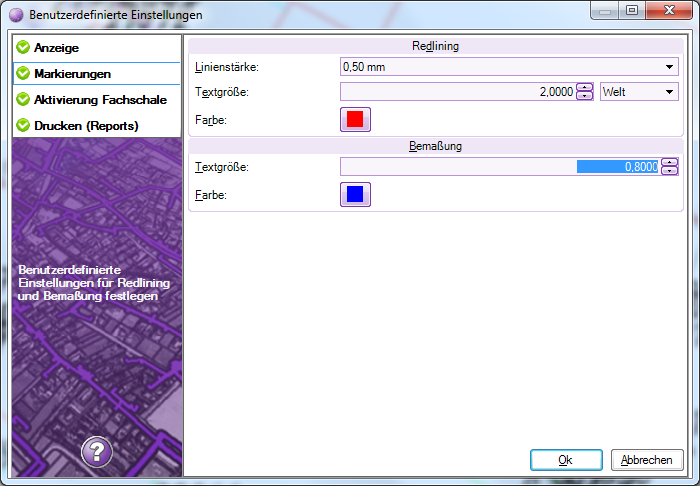 Benutzerdefinierte Einstellungen
Anzeige
Markierungen
Aktivierung Fachschale
Drucken (Reports)
Benutzerdefinierte
Einstellungen für Redlining
und Bemaßung festlegen
?
Redlining
Linienstärke: 0,50 mm
Textgröße: 2,0000 Welt
Farbe:
Bemaßung
Textgröße: 0,8000
Farbe:
Ok Abbrechen